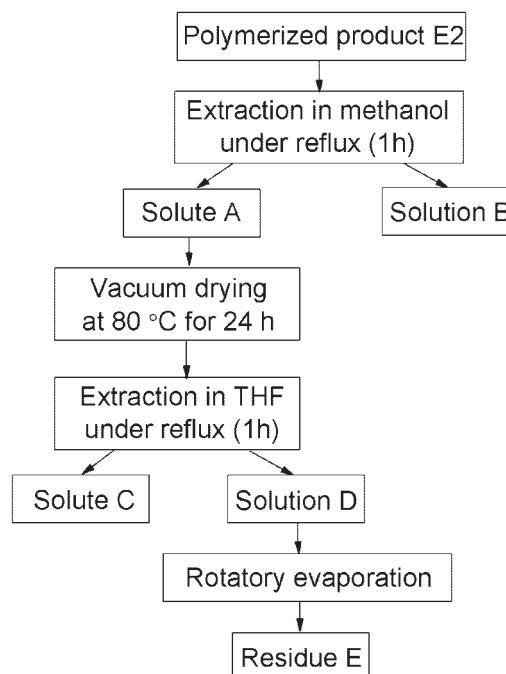 Polymerized product E2
Extraction in methanol
under reflux (1h)
Solute A
Solution B
Vacuum drying
at 80 °C for 24 h
Extraction in THF
under reflux (1h)
Solute C
Solution D
Rotatory evaporation
Residue E